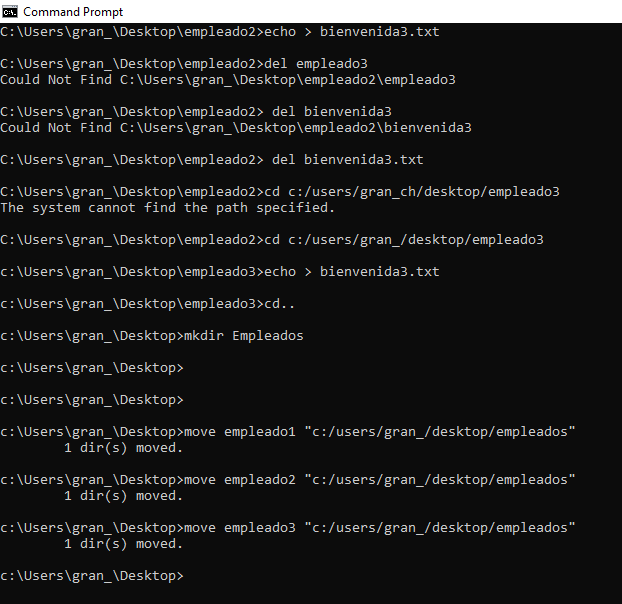 Command Prompt
C:\Users\gran_\Desktop\empleado2>echo > bienvenida3.txt
C:\Users\gran_\Desktop\empleado2>del empleado3
Could Not Find C:\Users\gran_\Desktop\empleado2\empleado3
C:\Users\gran_\Desktop\empleado2> del bienvenida3
Could Not Find C:\Users\gran_\Desktop\empleado2\bienvenida3
C:\Users\gran_\Desktop\empleado2> del bienvenida3.txt
C:\Users\gran_\Desktop\empleado2>cd c:/users/gran_ch/desktop/empleado3
The system cannot find the path specified.
C:\Users\gran_\Desktop\empleado2>cd c:/users/gran_/desktop/empleado3
c:\Users\gran_\Desktop\empleado3>echo > bienvenida3.txt
c:\Users\gran_\Desktop\empleado3>cd..
c:\Users\gran_\Desktop>mkdir Empleados
c:\Users\gran_\Desktop>
c:\Users\gran_\Desktop>
c:\Users\gran_\Desktop>move empleado1 "c:/users/gran_/desktop/empleados"
        1 dir(s) moved.
c:\Users\gran_\Desktop>move empleado2 "c:/users/gran_/desktop/empleados"
        1 dir(s) moved.
c:\Users\gran_\Desktop>move empleado3 "c:/users/gran_/desktop/empleados"
        1 dir(s) moved.
c:\Users\gran_\Desktop>